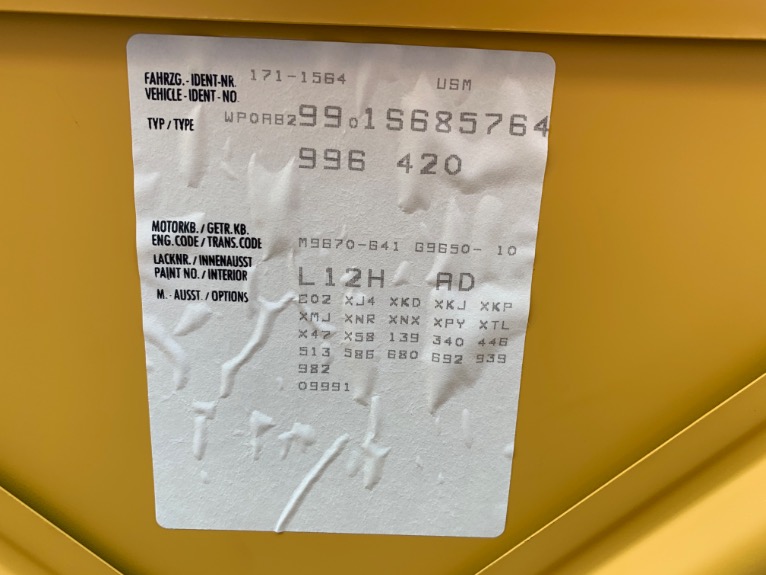 FAHRZG.-IDENT-NR. 171-1564 USM
VEHICLE-IDENT-NO.
TYP/TYPE WP0AB29901S685764
996 420
MOTORKB./GETR.KB.
ENG.CODE/TRANS.CODE M9670-641 G9650- 10
LACKNR./INNENAUSST
PAINT NO./INTERIOR L12H AD
M.-AUSST./OPTIONS C02 XJ4 XKD XKJ XKP
XMJ XNR XNX XPY XTL
X47 X58 139 340 446
513 586 680 692 939
982
09991